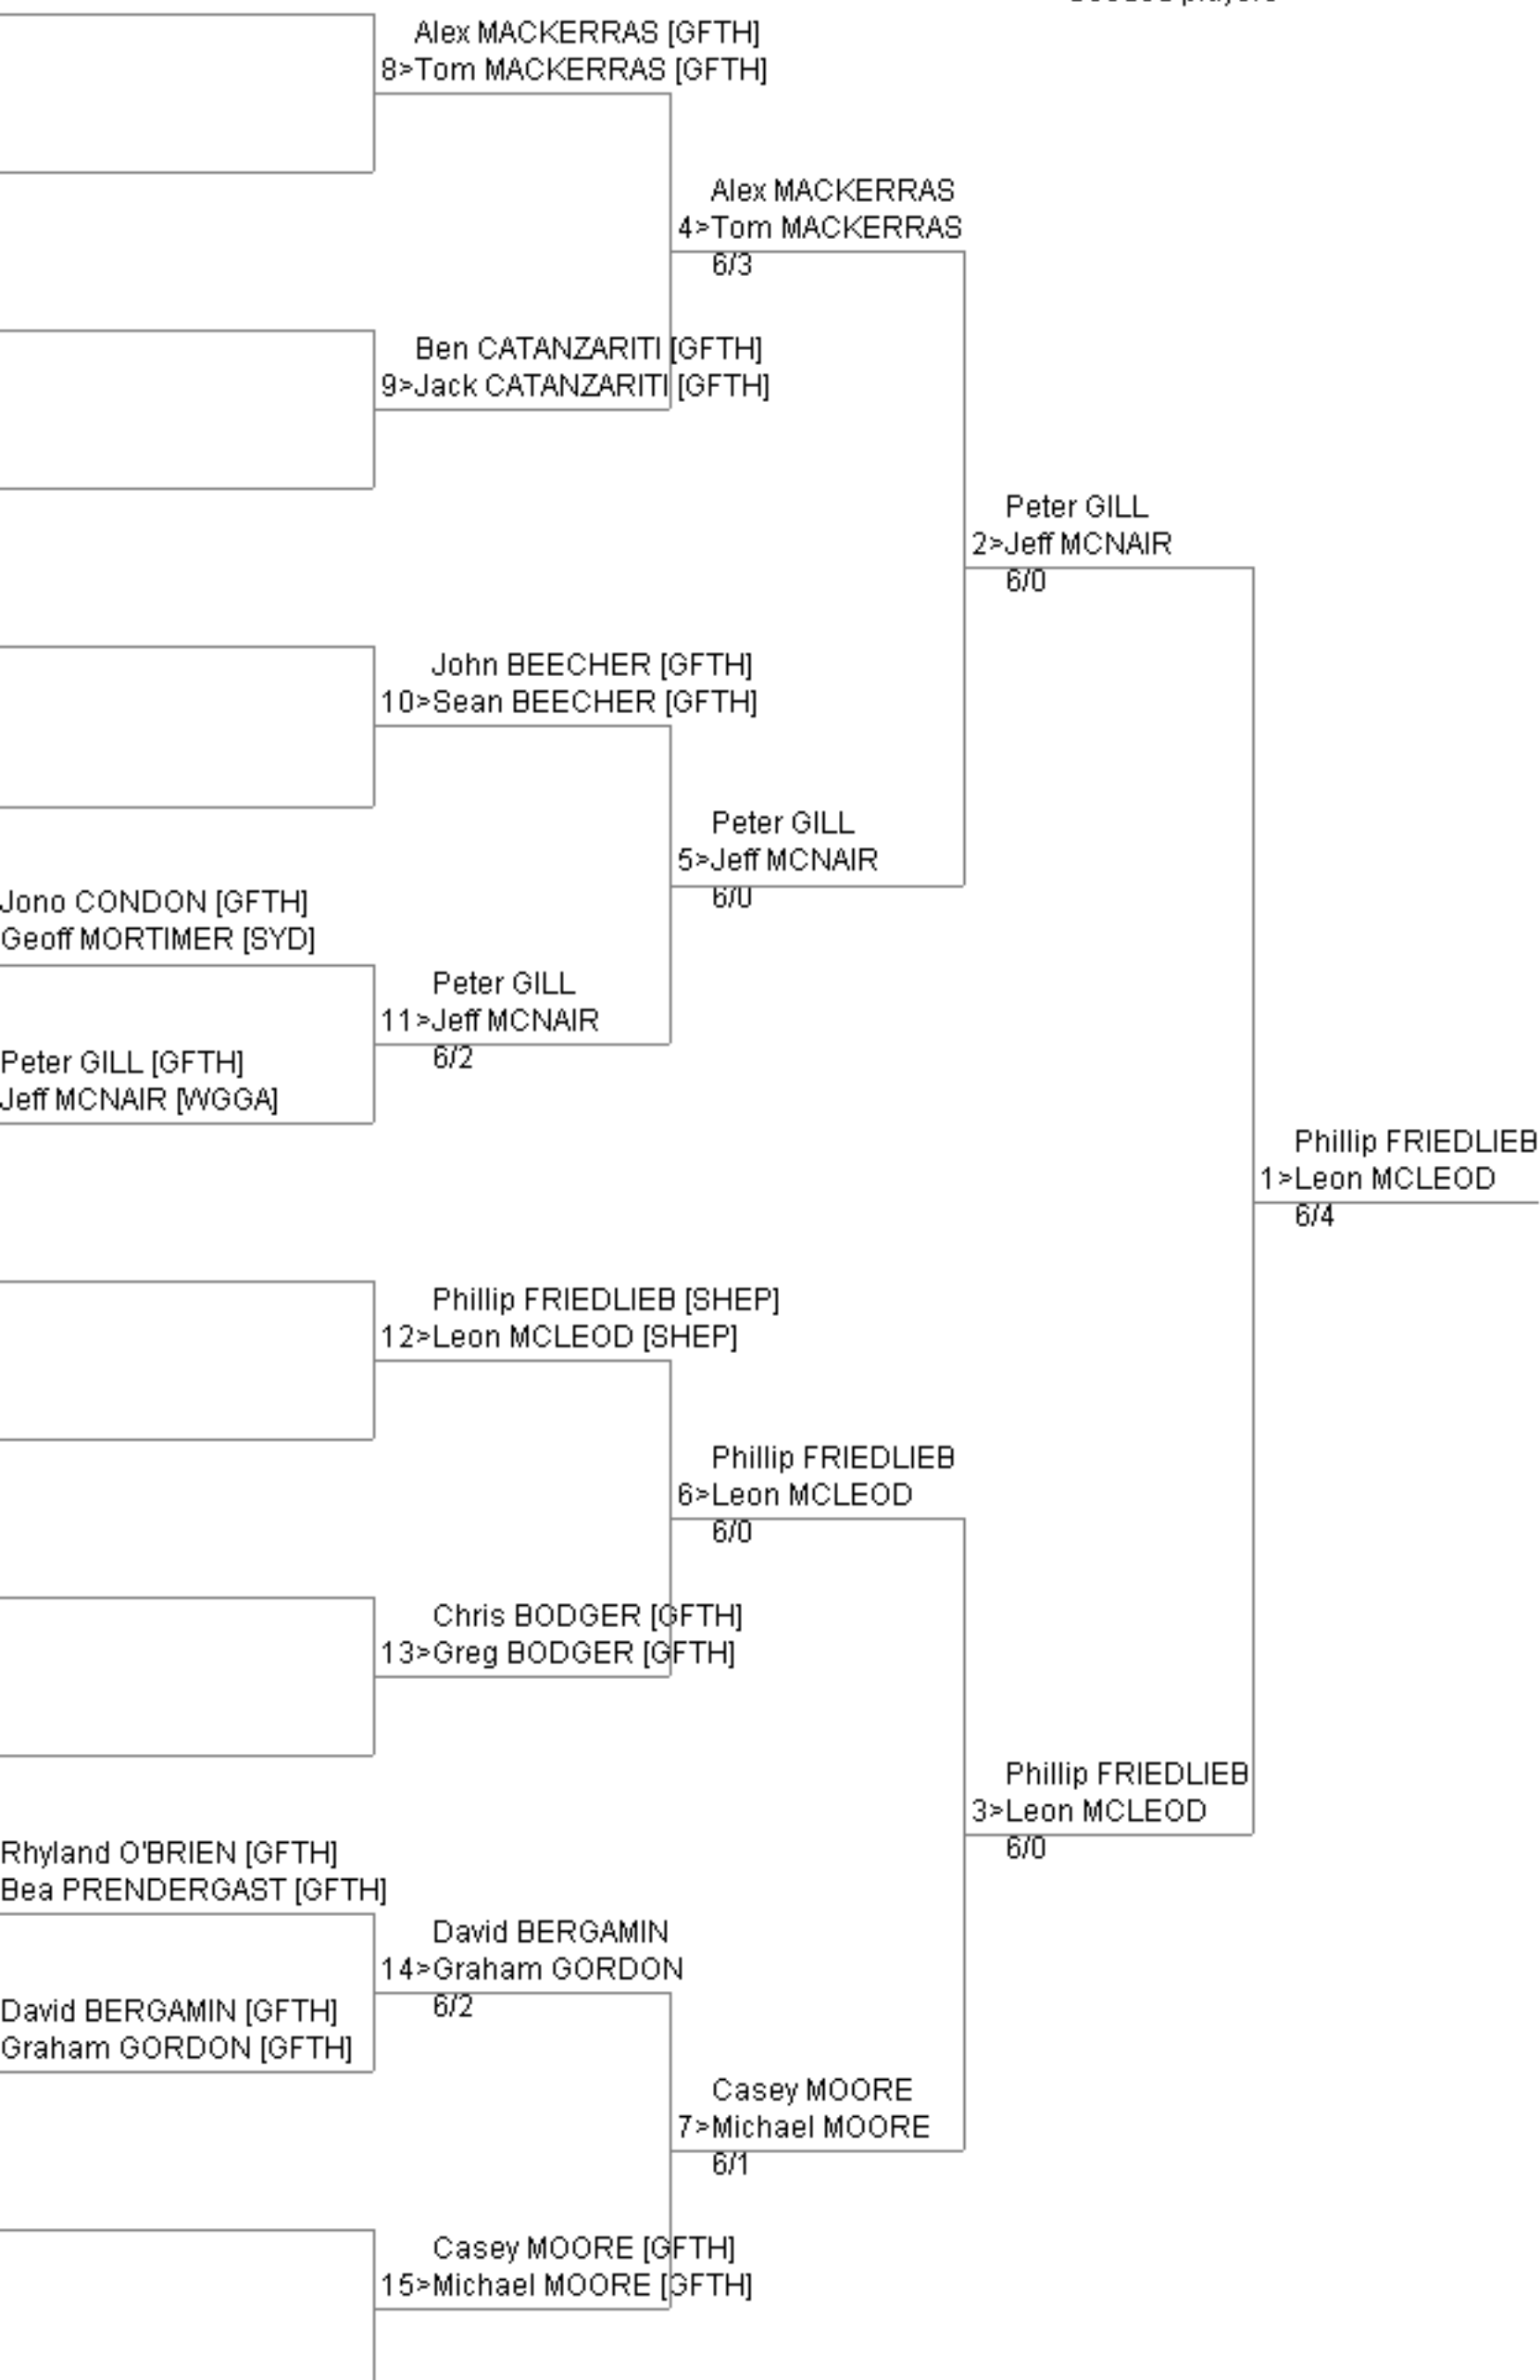 Alex MACKERRAS [GFTH]
8>Tom MACKERRAS [GFTH]
Alex MACKERRAS
4>Tom MACKERRAS
6/3
Ben CATANZARITI [GFTH]
9>Jack CATANZARITI [GFTH]
Peter GILL
2>Jeff MCNAIR
6/0
John BEECHER [GFTH]
10>Sean BEECHER [GFTH]
Peter GILL
5>Jeff MCNAIR
6/0
Jono CONDON [GFTH]
Geoff MORTIMER [SYD]
Peter GILL
11>Jeff MCNAIR
6/2
Peter GILL [GFTH]
Jeff MCNAIR [WGGA]
Phillip FRIEDLIEB
1>Leon MCLEOD
6/4
Phillip FRIEDLIEB [SHEP]
12>Leon MCLEOD [SHEP]
Phillip FRIEDLIEB
6>Leon MCLEOD
6/0
Chris BODGER [GFTH]
13>Greg BODGER [GFTH]
Phillip FRIEDLIEB
3>Leon MCLEOD
6/0
Rhyland O'BRIEN [GFTH]
Bea PRENDERGAST [GFTH]
David BERGAMIN
14>Graham GORDON
6/2
David BERGAMIN [GFTH]
Graham GORDON [GFTH]
Casey MOORE
7>Michael MOORE
6/1
Casey MOORE [GFTH]
15>Michael MOORE [GFTH]